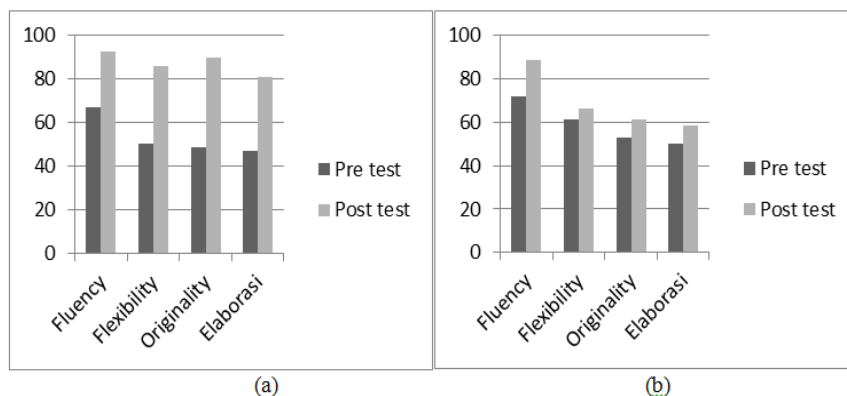 100
80
60
40
20
0
Fluency
Flexibility
Originality
Elaborasi
Pre test
Post test
(a)
100
80
60
40
20
0
Fluency
Flexibility
Originality
Elaborasi
Pre test
Post test
(b)